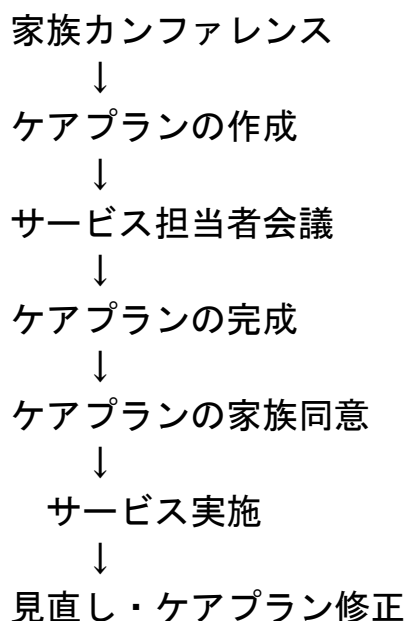 家族カンファレンス
↓
ケアプランの作成
↓
サービス担当者会議
↓
ケアプランの完成
↓
ケアプランの家族同意
↓
サービス実施
↓
見直し・ケアプラン修正